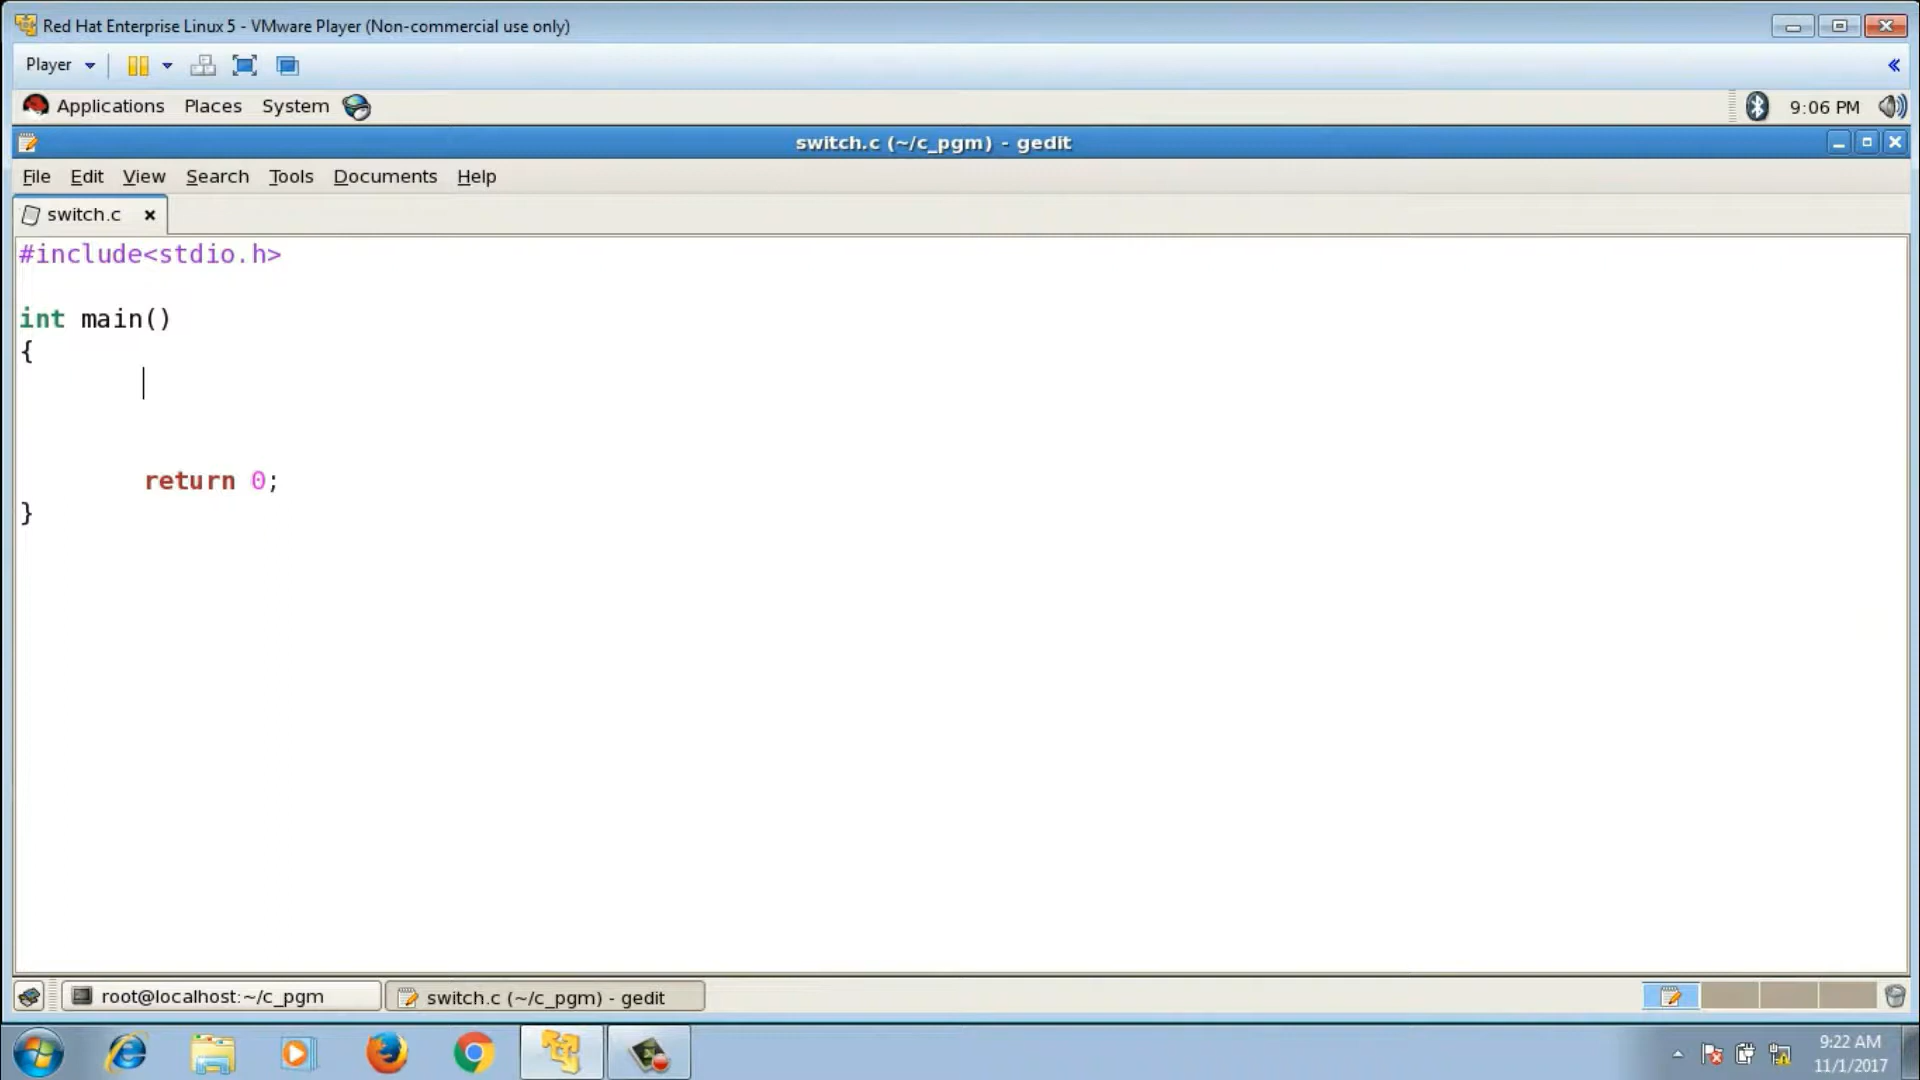 Red Hat Enterprise Linux 5 - VMware Player (Non-commercial use only)
Player
«
Applications Places System
9:06 PM
switch.c (~/c_pgm) - gedit
File Edit View Search Tools Documents Help
switch.c
#include<stdio.h>
int main()
{
return 0;
}
root@localhost:~/c_pgm
switch.c (~/c_pgm) - gedit
9:22 AM
11/1/2017